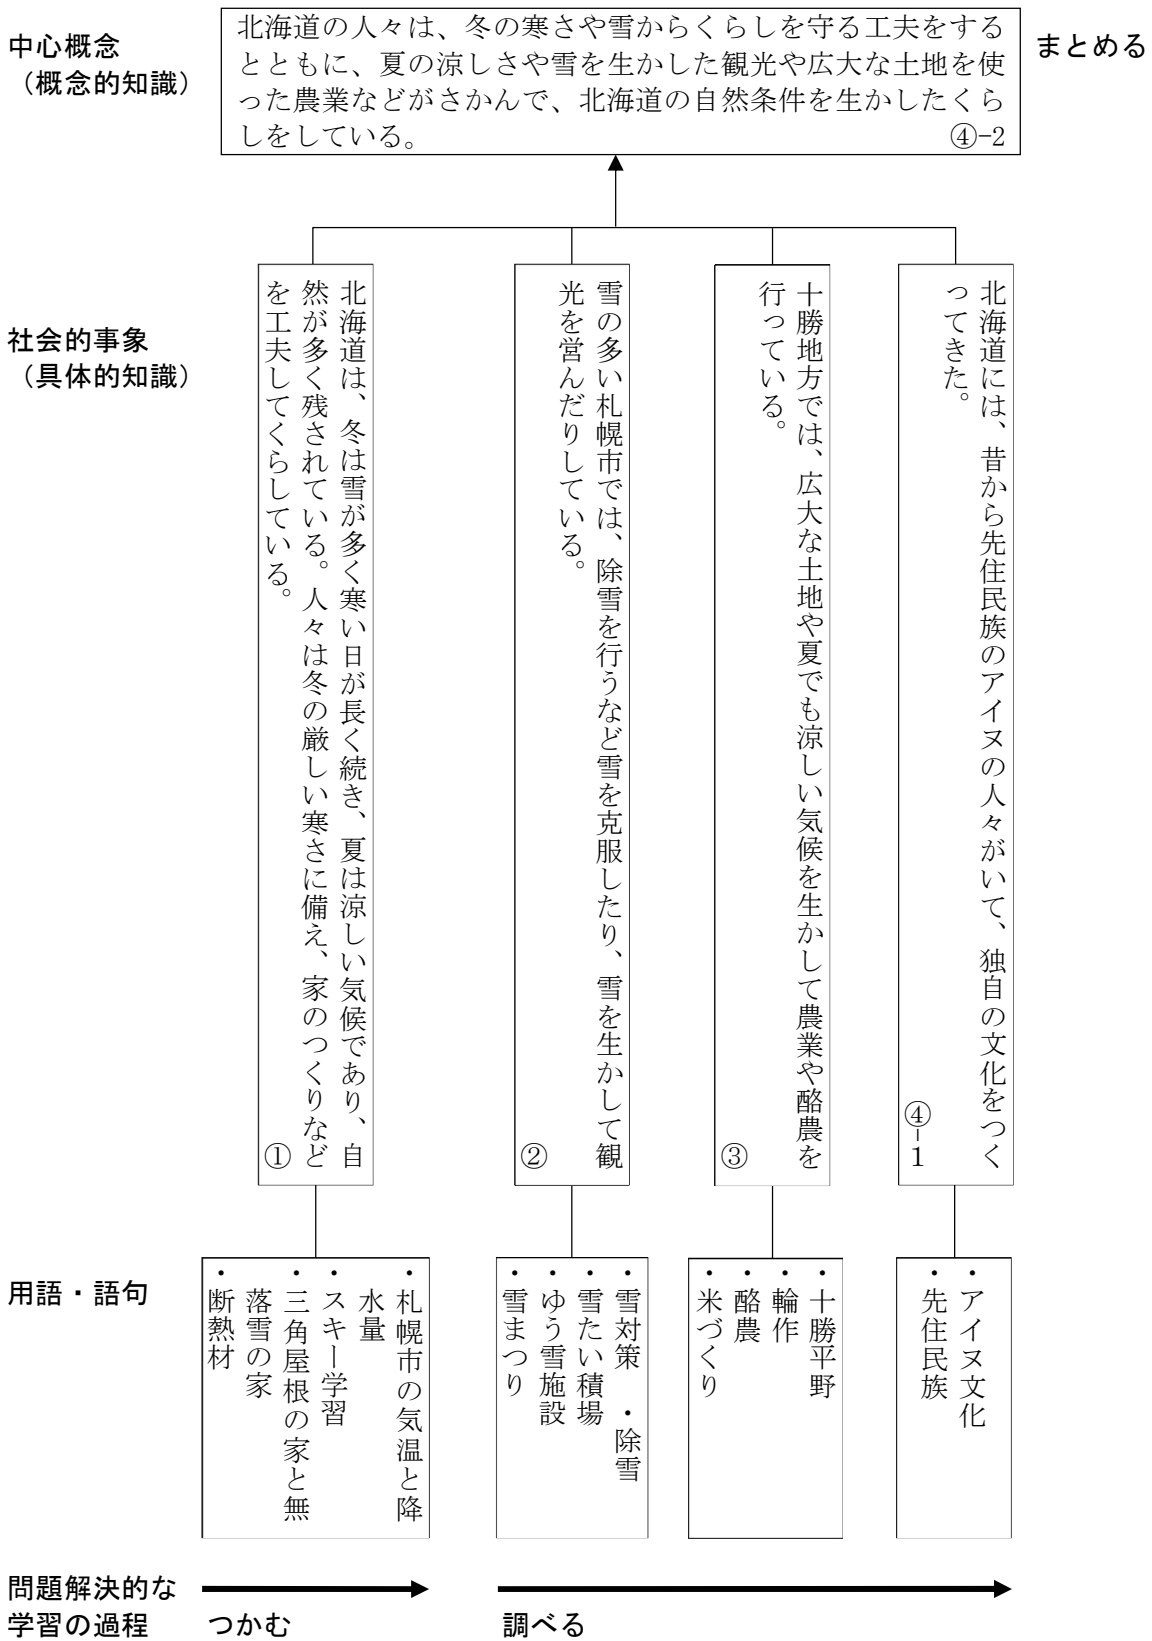 中心概念
（概念的知識）
北海道の人々は、冬の寒さや雪からくらしを守る工夫をする
とともに、夏の涼しさや雪を生かした観光や広大な土地を使
った農業などがさかんで、北海道の自然条件を生かしたくら
しをしている。 ④-2
まとめる
社会的事象
（具体的知識）
北海道は、冬は雪が多く寒い日が長く続き、夏は涼しい気候であり、自
然が多く残されている。人々は冬の厳しい寒さに備え、家のつくりなど
を工夫してくらしている。 ①
雪の多い札幌市では、除雪を行うなど雪を克服したり、雪を生かして観
光を営んだりしている。 ②
十勝地方では、広大な土地や夏でも涼しい気候を生かして農業や酪農を
行っている。 ③
北海道には、昔から先住民族のアイヌの人々がいて、独自の文化をつく
ってきた。 ④-1
用語・語句
・札幌市の気温と降
水量
・スキー学習
・三角屋根の家と無
落雪の家
・断熱材
・雪対策 ・除雪
・雪たい積場
・ゆう雪施設
・雪まつり
・十勝平野
・輪作
・酪農
・米づくり
・アイヌ文化
・先住民族
問題解決的な
学習の過程
つかむ
調べる